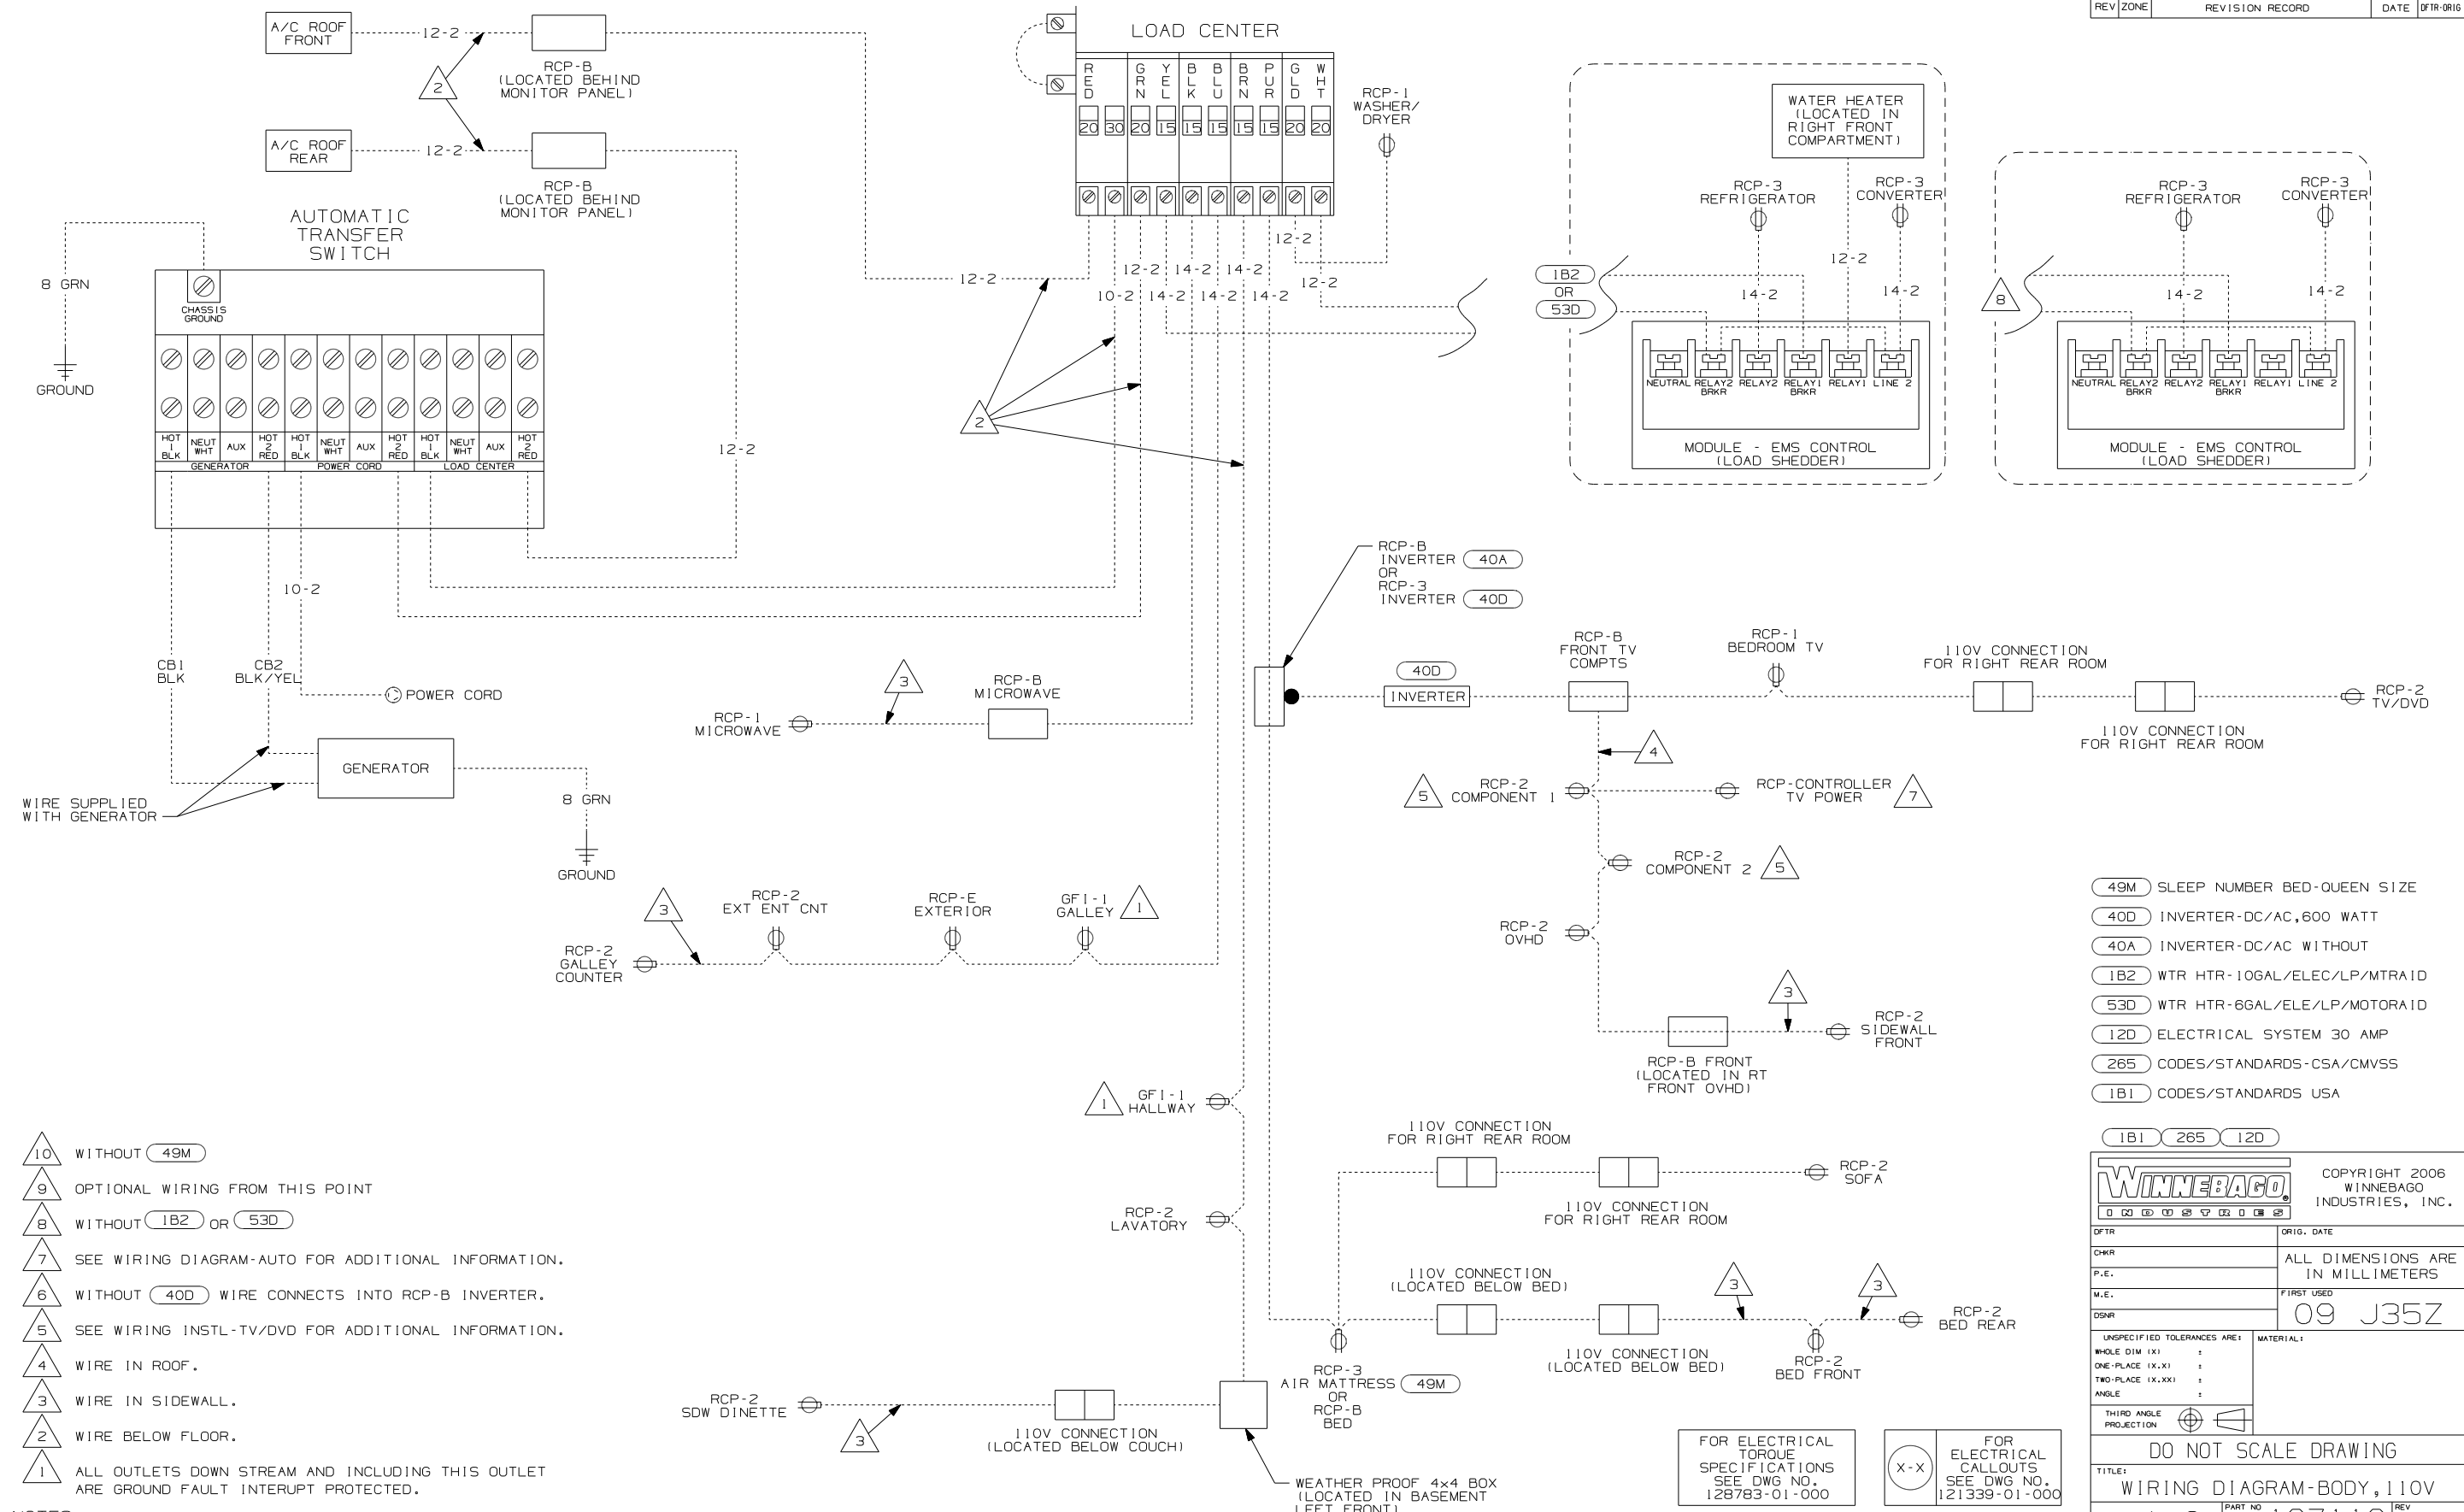 REV ZONE REVISION RECORD DATE DFTR-ORIG
A/C ROOF
FRONT
12-2
RCP-B
(LOCATED BEHIND
MONITOR PANEL)
2
A/C ROOF
REAR
12-2
RCP-B
(LOCATED BEHIND
MONITOR PANEL)
LOAD CENTER
RED GRN YEL BLK BLU BRN PUR GLD WHT
20 30 20 15 15 15 15 15 20 20
RCP-1
WASHER/
DRYER
12-2
12-2
12-2 14-2 14-2
10-2 14-2 14-2 14-2
12-2
2
12-2
AUTOMATIC
TRANSFER
SWITCH
8 GRN
GROUND
CHASSIS
GROUND
HOT 1 BLK NEUT WHT AUX HOT 2 RED HOT 1 BLK NEUT WHT AUX HOT 2 RED HOT 1 BLK NEUT WHT AUX HOT 2 RED
GENERATOR POWER CORD LOAD CENTER
10-2
CB1
BLK
CB2
BLK/YEL
POWER CORD
GENERATOR
WIRE SUPPLIED
WITH GENERATOR
8 GRN
GROUND
WATER HEATER
(LOCATED IN
RIGHT FRONT
COMPARTMENT)
RCP-3
REFRIGERATOR
RCP-3
CONVERTER
1B2
OR
53D
12-2
14-2
14-2
NEUTRAL RELAY2 BRKR RELAY2 RELAY1 BRKR RELAY1 LINE 2
MODULE - EMS CONTROL
(LOAD SHEDDER)
RCP-3
REFRIGERATOR
RCP-3
CONVERTER
8
14-2
14-2
NEUTRAL RELAY2 BRKR RELAY2 RELAY1 BRKR RELAY1 LINE 2
MODULE - EMS CONTROL
(LOAD SHEDDER)
RCP-B
INVERTER 40A
OR
RCP-3
INVERTER 40D
40D
INVERTER
RCP-B
FRONT TV
COMPTS
RCP-1
BEDROOM TV
110V CONNECTION
FOR RIGHT REAR ROOM
110V CONNECTION
FOR RIGHT REAR ROOM
RCP-2
TV/DVD
RCP-1
MICROWAVE
3
RCP-B
MICROWAVE
4
5
RCP-2
COMPONENT 1
RCP-CONTROLLER
TV POWER
7
RCP-2
COMPONENT 2
5
RCP-2
OVHD
3
RCP-2
SIDEWALL
FRONT
RCP-B FRONT
(LOCATED IN RT
FRONT OVHD)
RCP-2
GALLEY
COUNTER
3
RCP-2
EXT ENT CNT
RCP-E
EXTERIOR
GFI-1
GALLEY
1
1
GFI-1
HALLWAY
RCP-2
LAVATORY
110V CONNECTION
FOR RIGHT REAR ROOM
110V CONNECTION
FOR RIGHT REAR ROOM
RCP-2
SOFA
110V CONNECTION
(LOCATED BELOW BED)
110V CONNECTION
(LOCATED BELOW BED)
3
3
RCP-2
BED REAR
RCP-2
BED FRONT
RCP-3
AIR MATTRESS 49M
OR
RCP-B
BED
RCP-2
SDW DINETTE
3
110V CONNECTION
(LOCATED BELOW COUCH)
WEATHER PROOF 4x4 BOX
(LOCATED IN BASEMENT
LEFT FRONT)
10 WITHOUT 49M
9 OPTIONAL WIRING FROM THIS POINT
8 WITHOUT 1B2 OR 53D
7 SEE WIRING DIAGRAM-AUTO FOR ADDITIONAL INFORMATION.
6 WITHOUT 40D WIRE CONNECTS INTO RCP-B INVERTER.
5 SEE WIRING INSTL-TV/DVD FOR ADDITIONAL INFORMATION.
4 WIRE IN ROOF.
3 WIRE IN SIDEWALL.
2 WIRE BELOW FLOOR.
1 ALL OUTLETS DOWN STREAM AND INCLUDING THIS OUTLET
ARE GROUND FAULT INTERUPT PROTECTED.
49M SLEEP NUMBER BED-QUEEN SIZE
40D INVERTER-DC/AC,600 WATT
40A INVERTER-DC/AC WITHOUT
1B2 WTR HTR-10GAL/ELEC/LP/MTRAID
53D WTR HTR-6GAL/ELE/LP/MOTORAID
12D ELECTRICAL SYSTEM 30 AMP
265 CODES/STANDARDS-CSA/CMVSS
1B1 CODES/STANDARDS USA
1B1 265 12D
WINNEBAGO
INDUSTRIES
COPYRIGHT 2006
WINNEBAGO
INDUSTRIES, INC.
DFTR
ORIG. DATE
CHKR
P.E.
ALL DIMENSIONS ARE
IN MILLIMETERS
M.E.
DSNR
FIRST USED
09 J35Z
UNSPECIFIED TOLERANCES ARE:
MATERIAL:
WHOLE DIM (X) ±
ONE-PLACE (X.X) ±
TWO-PLACE (X.XX) ±
ANGLE ±
THIRD ANGLE
PROJECTION
DO NOT SCALE DRAWING
TITLE:
WIRING DIAGRAM-BODY,110V
PART NO
REV
FOR ELECTRICAL
TORQUE
SPECIFICATIONS
SEE DWG NO.
128783-01-000
X-X
FOR
ELECTRICAL
CALLOUTS
SEE DWG NO.
121339-01-000